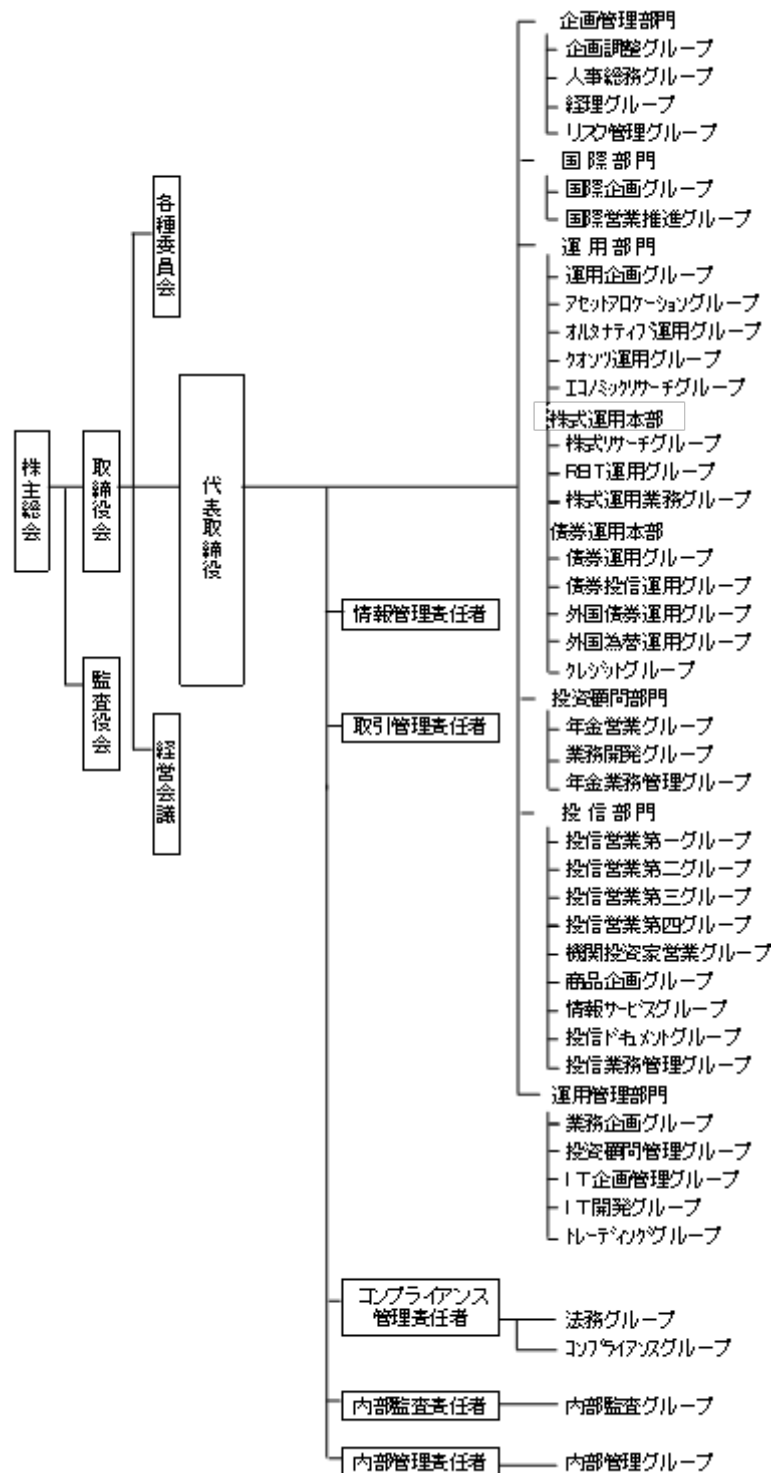 株主総会
取締役会
監査役会
各種委員会
経営会議
代表取締役
情報管理責任者
取引管理責任者
コンプライアンス
管理責任者
内部監査責任者
内部管理責任者
企画管理部門
企画調整グループ
人事総務グループ
経理グループ
リスク管理グループ
国際部門
国際企画グループ
国際営業推進グループ
運用部門
運用企画グループ
アセットアロケーショングループ
オルタナティブ運用グループ
クオンツ運用グループ
エコノミックリサーチグループ
株式運用本部
株式リサーチグループ
REIT運用グループ
株式運用業務グループ
債券運用本部
債券運用グループ
債券投信運用グループ
外国債券運用グループ
外国為替運用グループ
クレジットグループ
投資顧問部門
年金営業グループ
業務開発グループ
年金業務管理グループ
投信部門
投信営業第一グループ
投信営業第二グループ
投信営業第三グループ
投信営業第四グループ
機関投資家営業グループ
商品企画グループ
情報サービスグループ
投信ドキュメントグループ
投信業務管理グループ
運用管理部門
業務企画グループ
投資顧問管理グループ
IT企画管理グループ
IT開発グループ
トレーディンググループ
法務グループ
コンプライアンスグループ
内部監査グループ
内部管理グループ